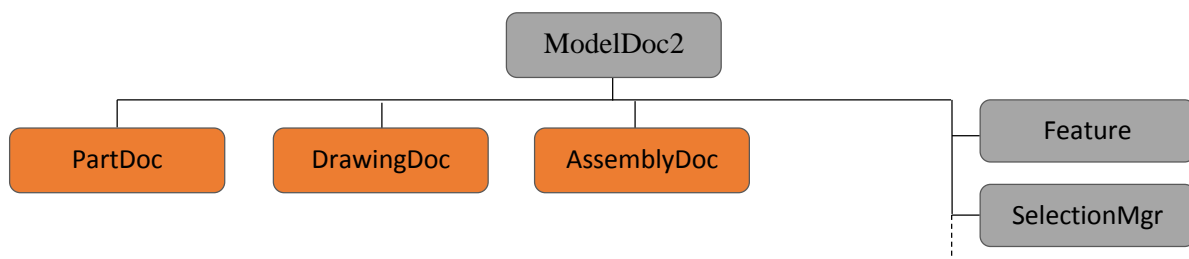 ModelDoc2
PartDoc
DrawingDoc
AssemblyDoc
Feature
SelectionMgr